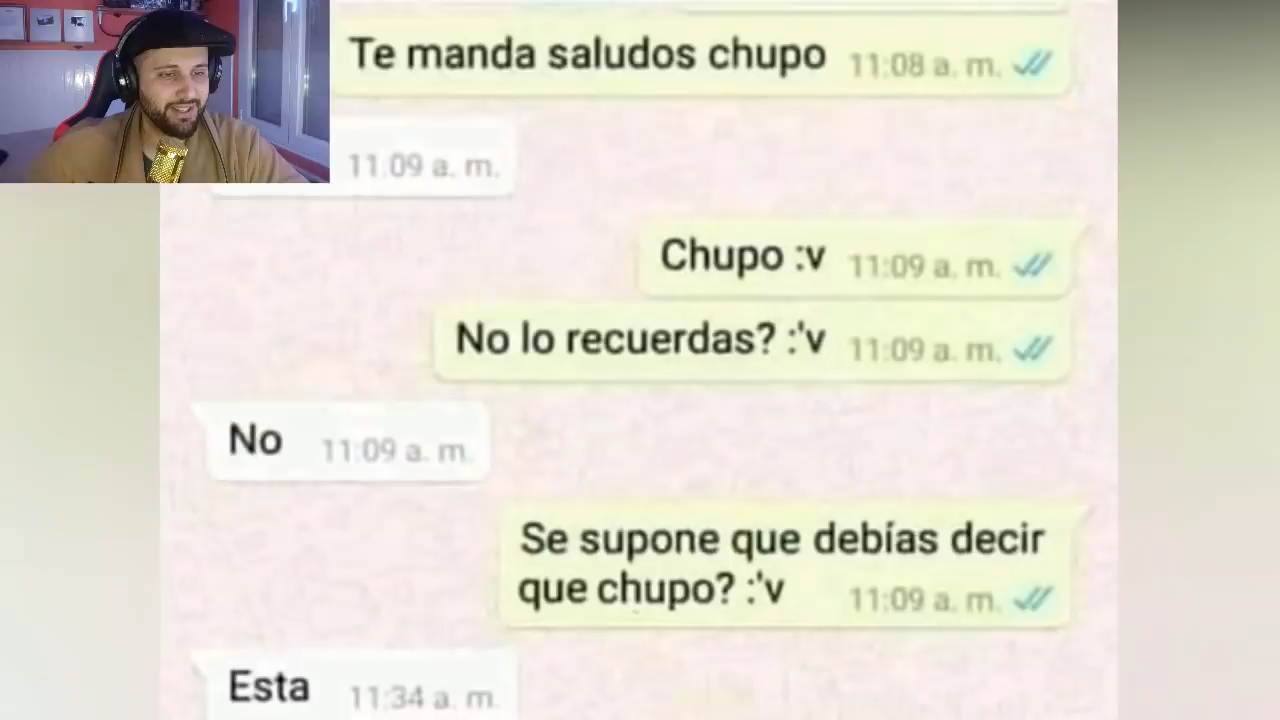 Te manda saludos chupo 11:08 a. m.
11:09 a. m.
Chupo :v 11:09 a. m.
No lo recuerdas? :'v 11:09 a. m.
No 11:09 a. m.
Se supone que debías decir
que chupo? :'v 11:09 a. m.
Esta 11:34 a. m.